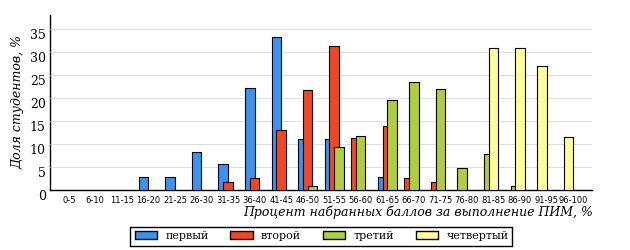 Доля студентов, %
35
30
25
20
15
10
5
0
0-5 6-10 11-15 16-20 21-25 26-30 31-35 36-40 41-45 46-50 51-55 56-60 61-65 66-70 71-75 76-80 81-85 86-90 91-95 96-100
Процент набранных баллов за выполнение ПИМ, %
первый второй третий четвертый